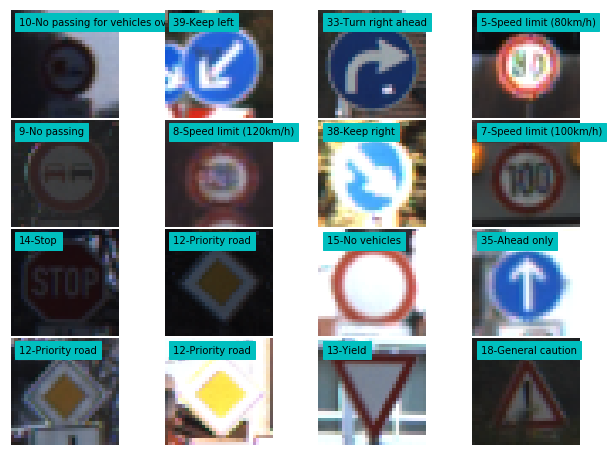 10-No passing for vehicles ov
39-Keep left
33-Turn right ahead
5-Speed limit (80km/h)
80
9-No passing
8-Speed limit (120km/h)
38-Keep right
7-Speed limit (100km/h)
100
14-Stop
STOP
12-Priority road
15-No vehicles
35-Ahead only
12-Priority road
12-Priority road
13-Yield
18-General caution